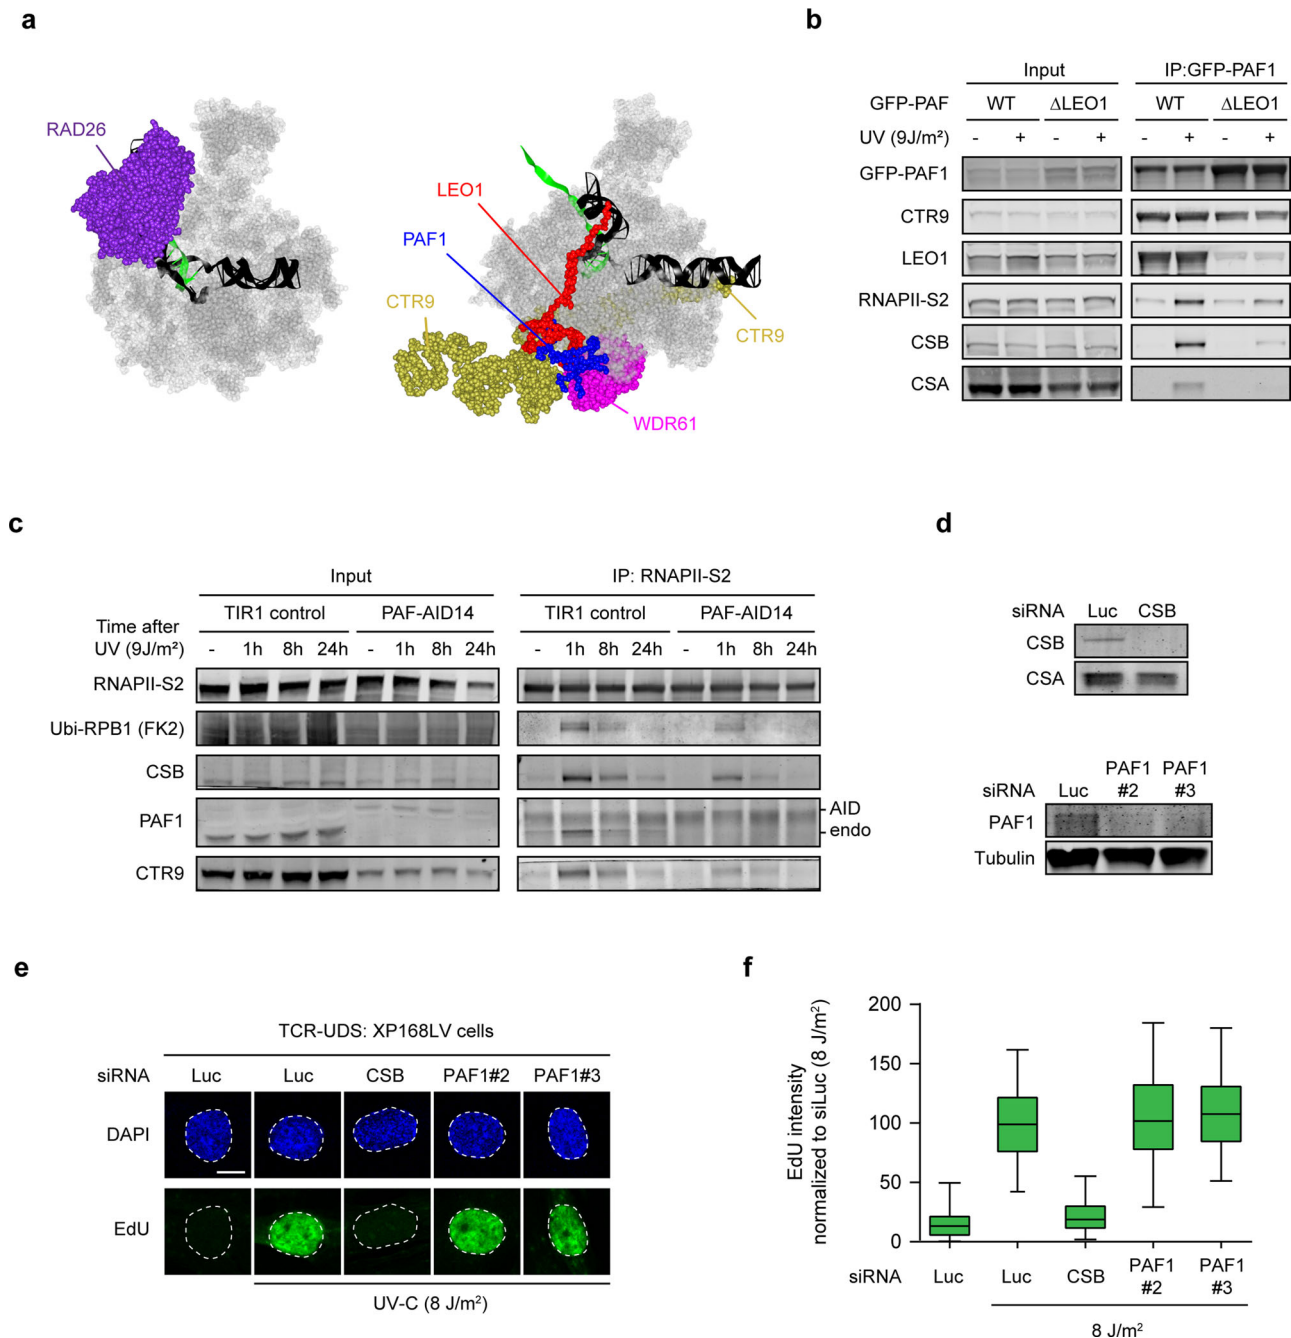 a
RAD26
LEO1
PAF1
CTR9
CTR9
WDR61
b
Input IP:GFP-PAF1
GFP-PAF WT ΔLEO1 WT ΔLEO1
UV (9J/m²) - + - + - + - +
GFP-PAF1
CTR9
LEO1
RNAPII-S2
CSB
CSA
c
Input IP: RNAPII-S2
TIR1 control PAF-AID14 TIR1 control PAF-AID14
Time after
UV (9J/m²) - 1h 8h 24h - 1h 8h 24h - 1h 8h 24h - 1h 8h 24h
RNAPII-S2
Ubi-RPB1 (FK2)
CSB
PAF1
AID
endo
CTR9
d
siRNA Luc CSB
CSB
CSA
siRNA Luc PAF1 #2 PAF1 #3
PAF1
Tubulin
e
TCR-UDS: XP168LV cells
siRNA Luc Luc CSB PAF1#2 PAF1#3
DAPI
EdU
UV-C (8 J/m²)
f
EdU intensity
normalized to siLuc (8 J/m²)
200
150
100
50
0
siRNA Luc Luc CSB PAF1 #2 PAF1 #3
8 J/m²